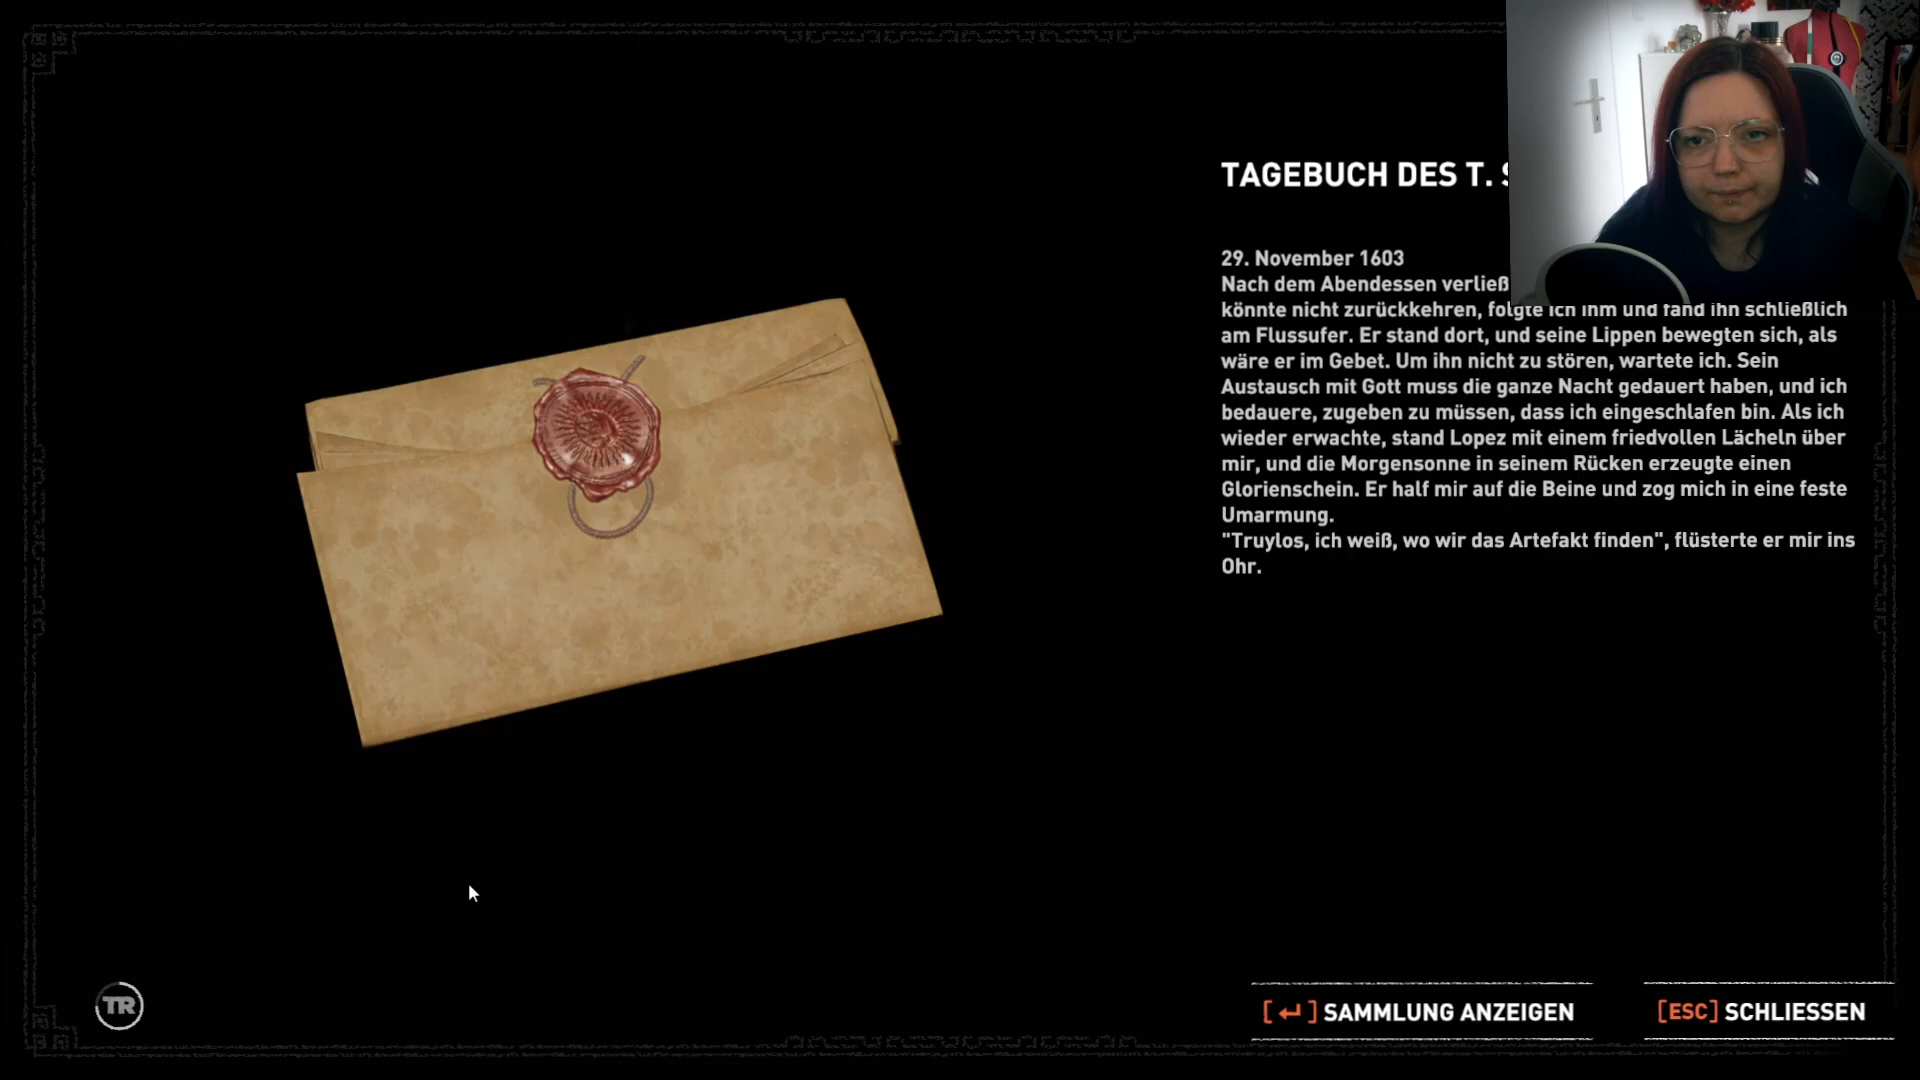 TAGEBUCH DES T.
29. November 1603
Nach dem Abendessen verließ
könnte nicht zurückkehren, folgte ich ihm und fand ihn schließlich
am Flussufer. Er stand dort, und seine Lippen bewegten sich, als
wäre er im Gebet. Um ihn nicht zu stören, wartete ich. Sein
Austausch mit Gott muss die ganze Nacht gedauert haben, und ich
bedauere, zugeben zu müssen, dass ich eingeschlafen bin. Als ich
wieder erwachte, stand Lopez mit einem friedvollen Lächeln über
mir, und die Morgensonne in seinem Rücken erzeugte einen
Glorienschein. Er half mir auf die Beine und zog mich in eine feste
Umarmung.
"Truylos, ich weiß, wo wir das Artefakt finden", flüsterte er mir ins
Ohr.
TR
[↵] SAMMLUNG ANZEIGEN
[ESC] SCHLIESSEN